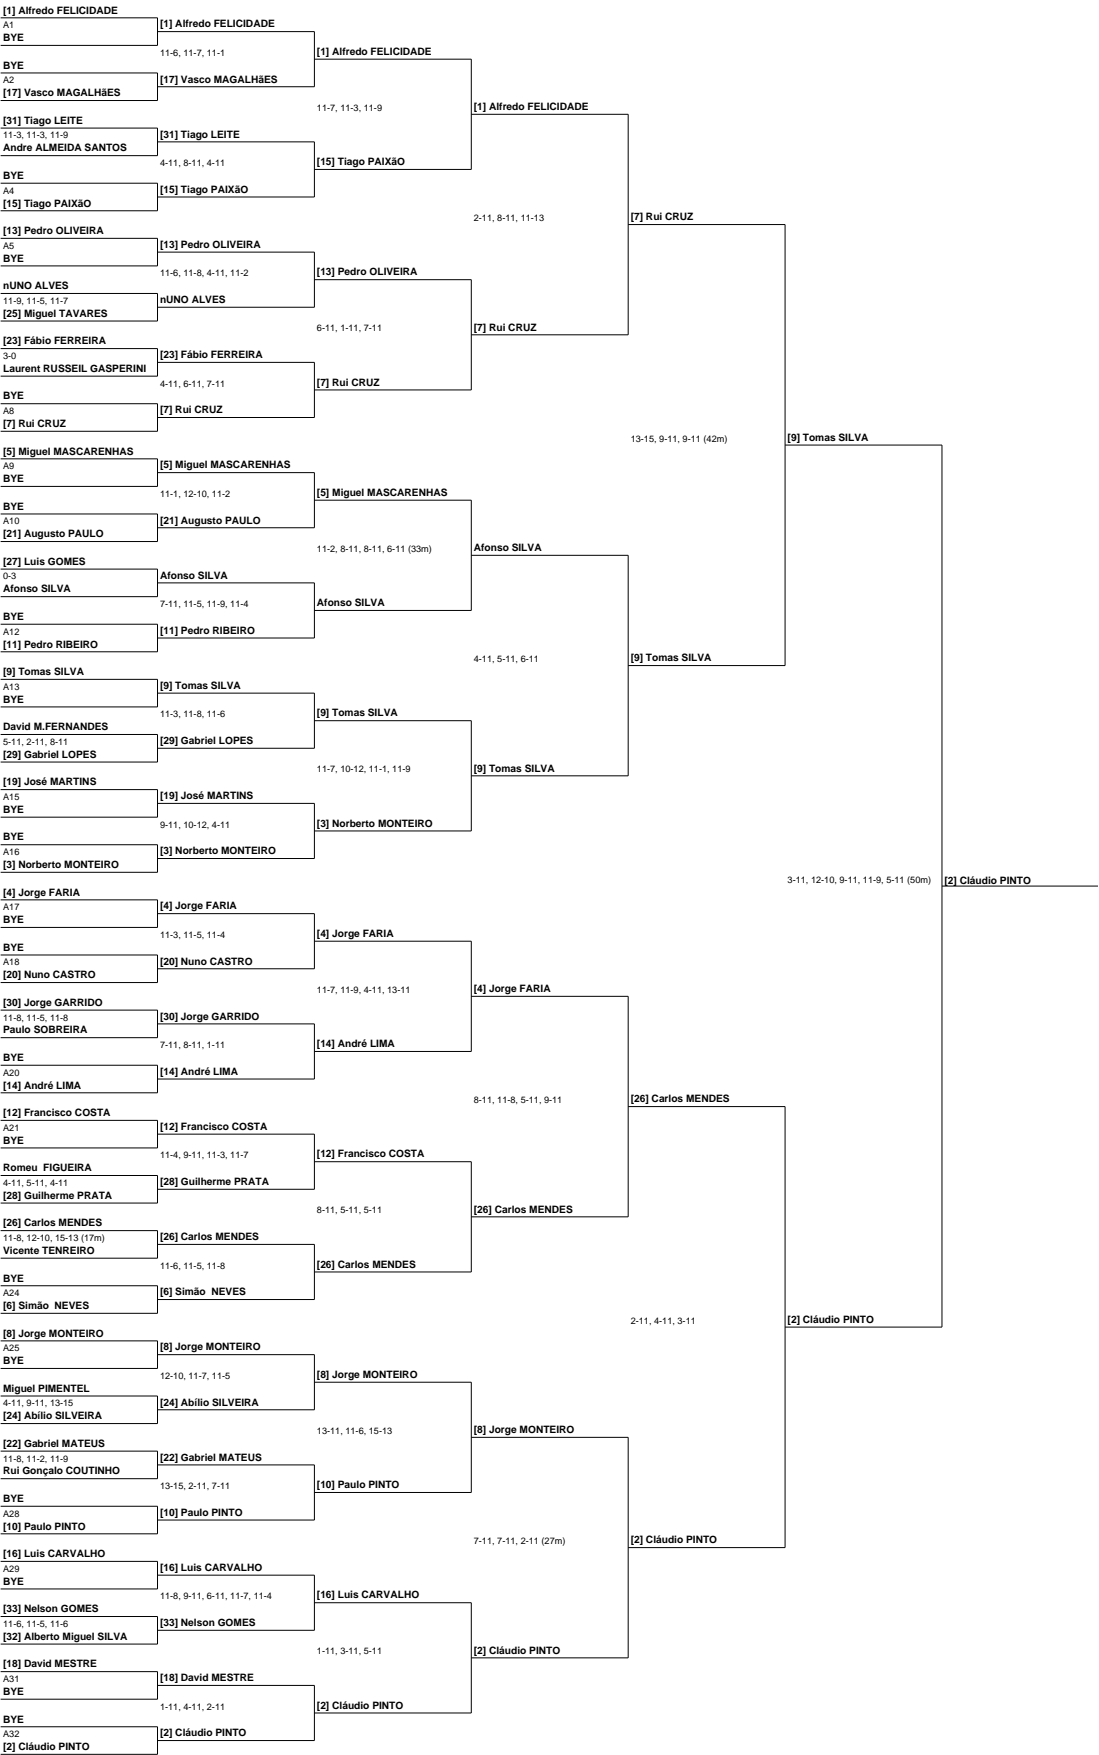 [1] Alfredo FELICIDADE
A1
BYE
BYE
A2
[17] Vasco MAGALHãES
[31] Tiago LEITE
11-3, 11-3, 11-9
Andre ALMEIDA SANTOS
BYE
A4
[15] Tiago PAIXãO
[13] Pedro OLIVEIRA
A5
BYE
nUNO ALVES
11-9, 11-5, 11-7
[25] Miguel TAVARES
[23] Fábio FERREIRA
3-0
Laurent RUSSEIL GASPERINI
BYE
A8
[7] Rui CRUZ
[5] Miguel MASCARENHAS
A9
BYE
BYE
A10
[21] Augusto PAULO
[27] Luis GOMES
0-3
Afonso SILVA
BYE
A12
[11] Pedro RIBEIRO
[9] Tomas SILVA
A13
BYE
David M.FERNANDES
5-11, 2-11, 8-11
[29] Gabriel LOPES
[19] José MARTINS
A15
BYE
BYE
A16
[3] Norberto MONTEIRO
[4] Jorge FARIA
A17
BYE
BYE
A18
[20] Nuno CASTRO
[30] Jorge GARRIDO
11-8, 11-5, 11-8
Paulo SOBREIRA
BYE
A20
[14] André LIMA
[12] Francisco COSTA
A21
BYE
Romeu  FIGUEIRA
4-11, 5-11, 4-11
[28] Guilherme PRATA
[26] Carlos MENDES
11-8, 12-10, 15-13 (17m)
Vicente TENREIRO
BYE
A24
[6] Simão  NEVES
[8] Jorge MONTEIRO
A25
BYE
Miguel PIMENTEL
4-11, 9-11, 13-15
[24] Abílio SILVEIRA
[22] Gabriel MATEUS
11-8, 11-2, 11-9
Rui Gonçalo COUTINHO
BYE
A28
[10] Paulo PINTO
[16] Luis CARVALHO
A29
BYE
[33] Nelson GOMES
11-6, 11-5, 11-6
[32] Alberto Miguel SILVA
[18] David MESTRE
A31
BYE
BYE
A32
[2] Cláudio PINTO
[1] Alfredo FELICIDADE
11-6, 11-7, 11-1
[17] Vasco MAGALHãES
[31] Tiago LEITE
4-11, 8-11, 4-11
[15] Tiago PAIXãO
[13] Pedro OLIVEIRA
11-6, 11-8, 4-11, 11-2
nUNO ALVES
[23] Fábio FERREIRA
4-11, 6-11, 7-11
[7] Rui CRUZ
[5] Miguel MASCARENHAS
11-1, 12-10, 11-2
[21] Augusto PAULO
Afonso SILVA
7-11, 11-5, 11-9, 11-4
[11] Pedro RIBEIRO
[9] Tomas SILVA
11-3, 11-8, 11-6
[29] Gabriel LOPES
[19] José MARTINS
9-11, 10-12, 4-11
[3] Norberto MONTEIRO
[4] Jorge FARIA
11-3, 11-5, 11-4
[20] Nuno CASTRO
[30] Jorge GARRIDO
7-11, 8-11, 1-11
[14] André LIMA
[12] Francisco COSTA
11-4, 9-11, 11-3, 11-7
[28] Guilherme PRATA
[26] Carlos MENDES
11-6, 11-5, 11-8
[6] Simão  NEVES
[8] Jorge MONTEIRO
12-10, 11-7, 11-5
[24] Abílio SILVEIRA
[22] Gabriel MATEUS
13-15, 2-11, 7-11
[10] Paulo PINTO
[16] Luis CARVALHO
11-8, 9-11, 6-11, 11-7, 11-4
[33] Nelson GOMES
[18] David MESTRE
1-11, 4-11, 2-11
[2] Cláudio PINTO
[1] Alfredo FELICIDADE
11-7, 11-3, 11-9
[15] Tiago PAIXãO
[13] Pedro OLIVEIRA
6-11, 1-11, 7-11
[7] Rui CRUZ
[5] Miguel MASCARENHAS
11-2, 8-11, 8-11, 6-11 (33m)
Afonso SILVA
[9] Tomas SILVA
11-7, 10-12, 11-1, 11-9
[3] Norberto MONTEIRO
[4] Jorge FARIA
11-7, 11-9, 4-11, 13-11
[14] André LIMA
[12] Francisco COSTA
8-11, 5-11, 5-11
[26] Carlos MENDES
[8] Jorge MONTEIRO
13-11, 11-6, 15-13
[10] Paulo PINTO
[16] Luis CARVALHO
1-11, 3-11, 5-11
[2] Cláudio PINTO
[1] Alfredo FELICIDADE
2-11, 8-11, 11-13
[7] Rui CRUZ
Afonso SILVA
4-11, 5-11, 6-11
[9] Tomas SILVA
[4] Jorge FARIA
8-11, 11-8, 5-11, 9-11
[26] Carlos MENDES
[8] Jorge MONTEIRO
7-11, 7-11, 2-11 (27m)
[2] Cláudio PINTO
[7] Rui CRUZ
13-15, 9-11, 9-11 (42m)
[9] Tomas SILVA
[26] Carlos MENDES
2-11, 4-11, 3-11
[2] Cláudio PINTO
[9] Tomas SILVA
3-11, 12-10, 9-11, 11-9, 5-11 (50m)
[2] Cláudio PINTO
[2] Cláudio PINTO